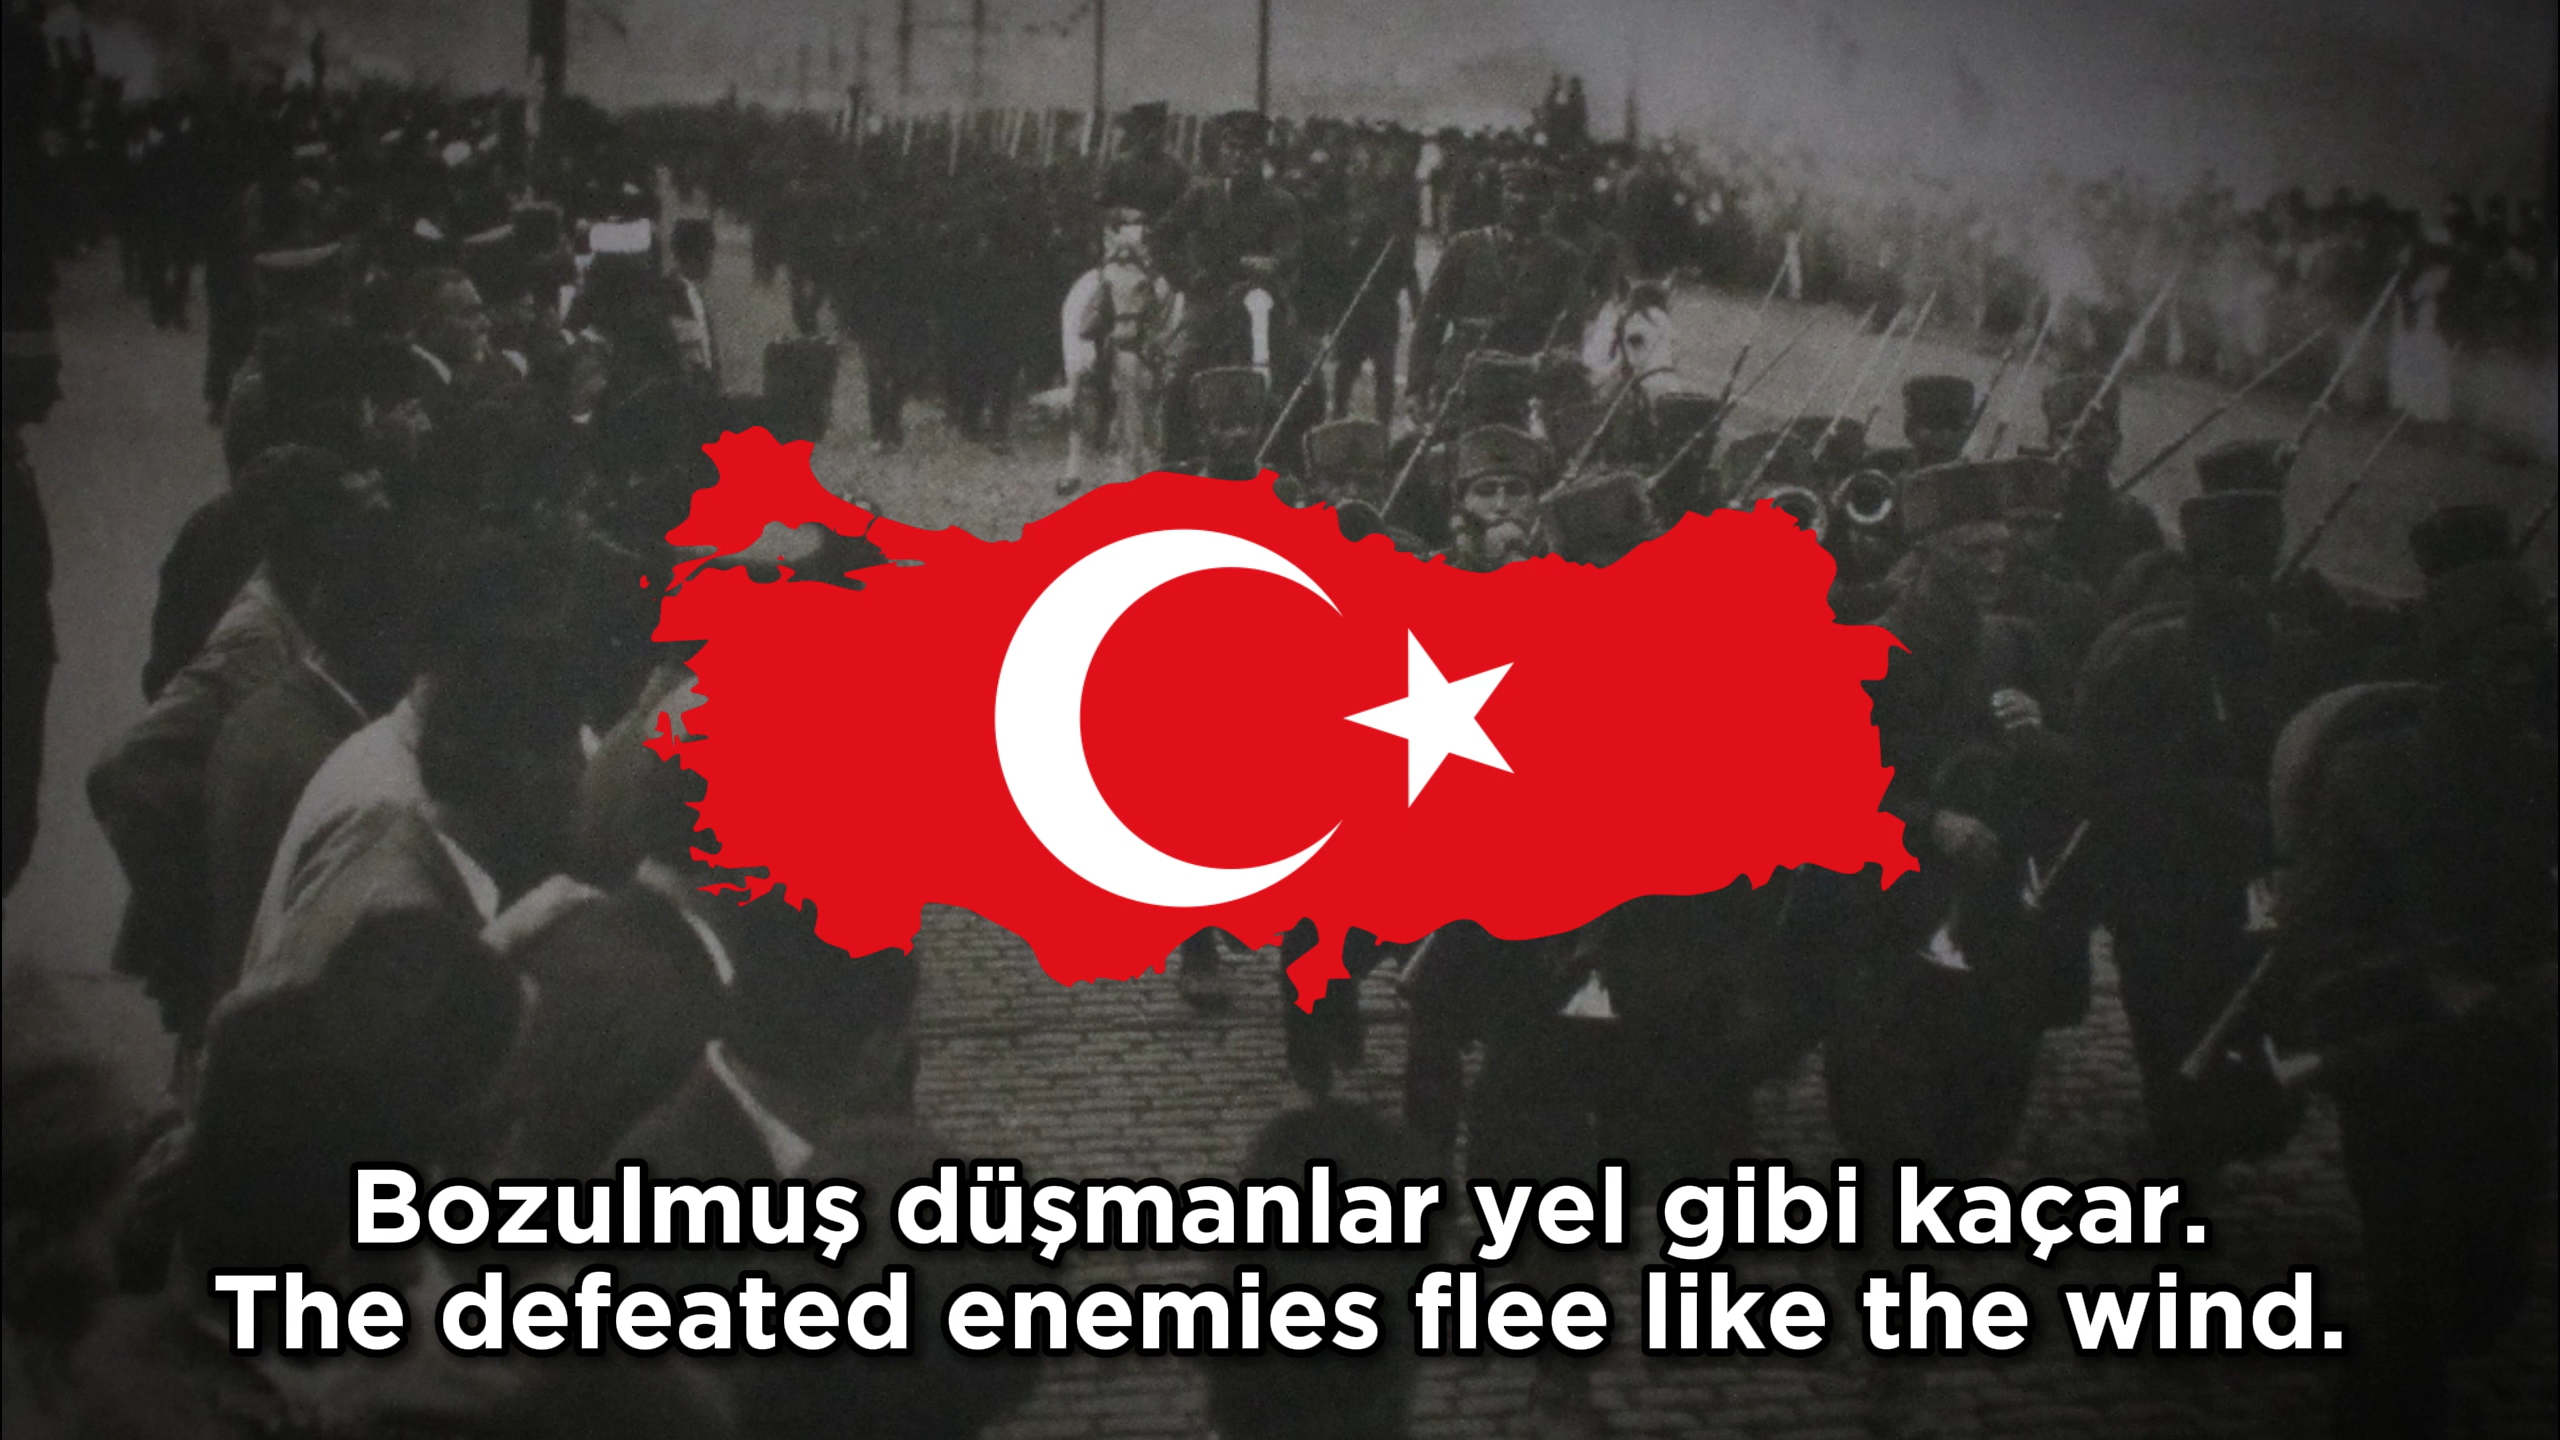 Bozulmuş düşmanlar yel gibi kaçar.
The defeated enemies flee like the wind.